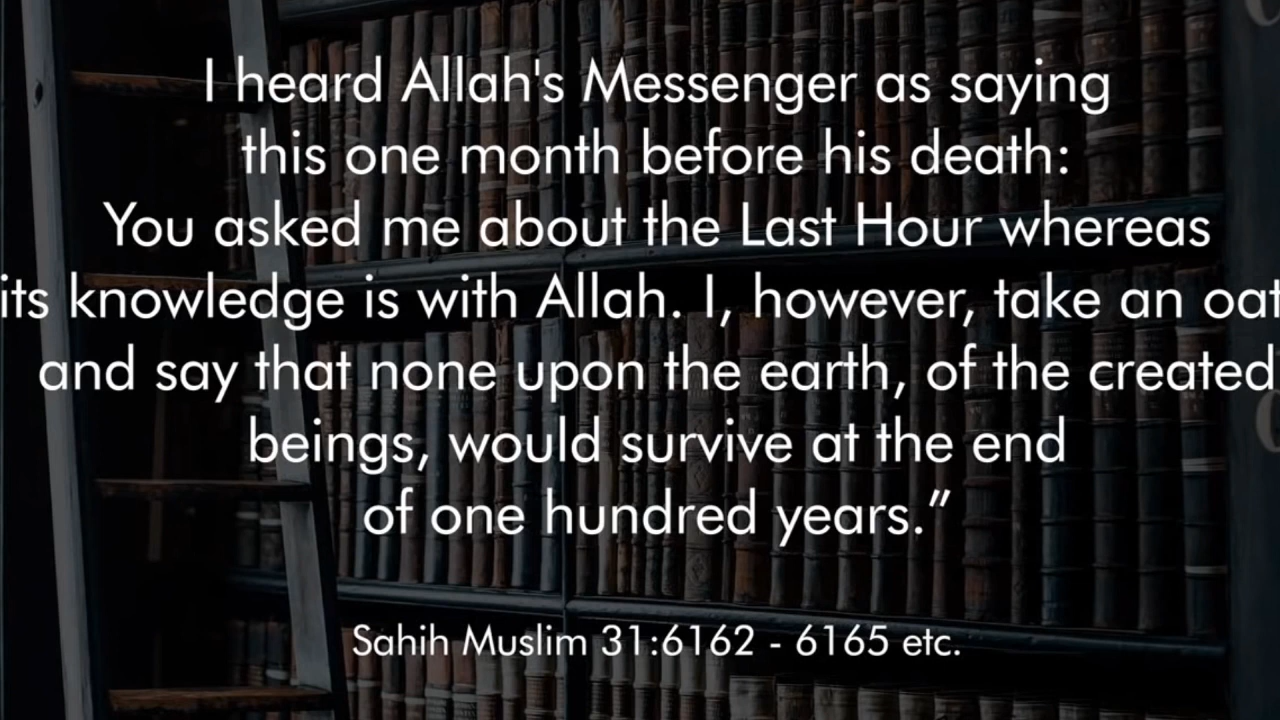 I heard Allah's Messenger as saying
this one month before his death:
You asked me about the Last Hour whereas
its knowledge is with Allah. I, however, take an oat
and say that none upon the earth, of the created
beings, would survive at the end
of one hundred years.”
Sahih Muslim 31:6162 - 6165 etc.